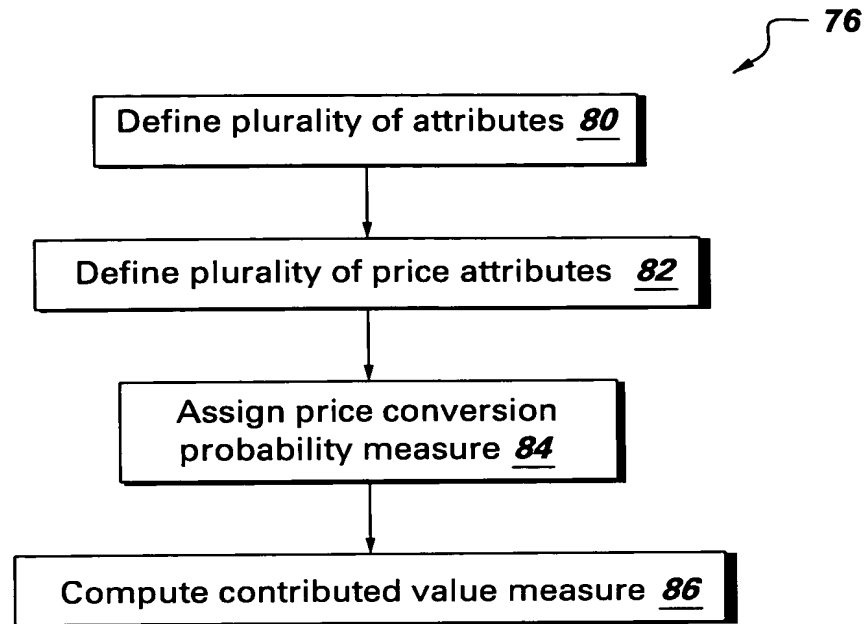 76
Define plurality of attributes 80
Define plurality of price attributes 82
Assign price conversion
probability measure 84
Compute contributed value measure 86